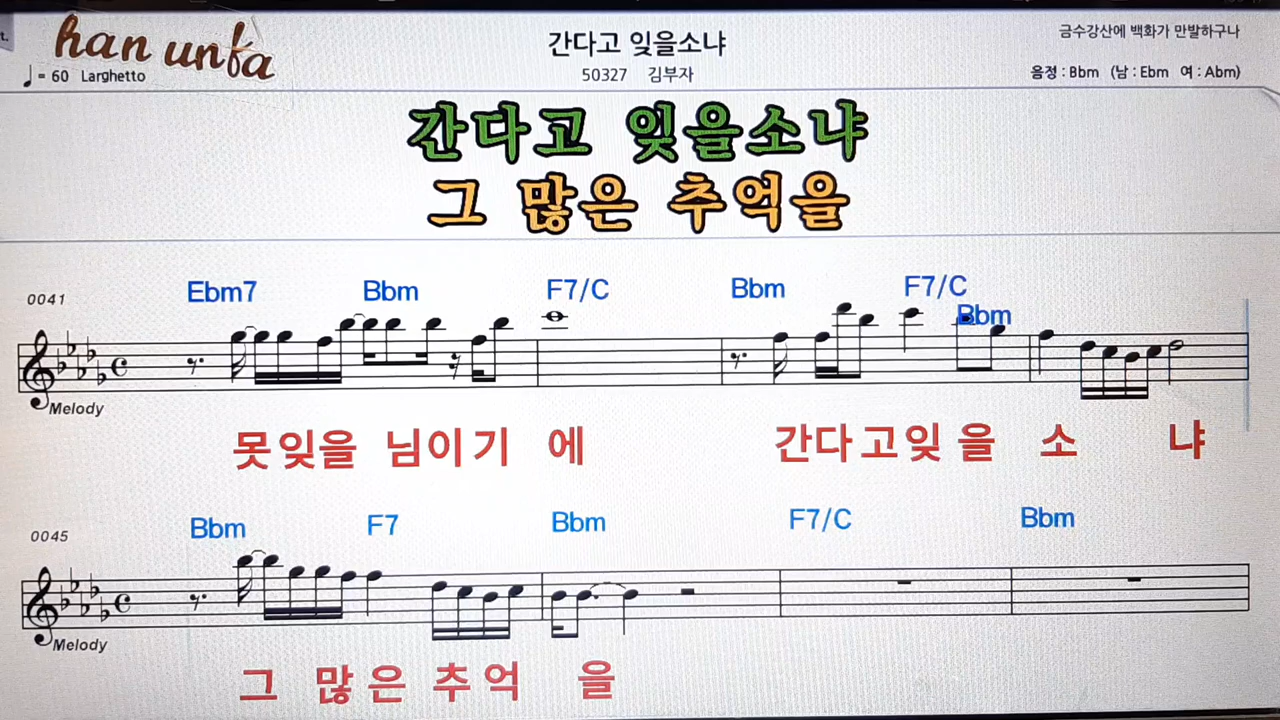 t.
han unfa
♩ = 60 Larghetto
간다고 잊을소냐
50327 김부자
금수강산에 백화가 만발하구나
음정 : Bbm (남 : Ebm 여 : Abm)
간다고 잊을소냐
그 많은 추억을
0041
Ebm7 Bbm F7/C Bbm F7/C Bbm
Melody
못잊을 님이기 에 간다고잊 을 소 냐
0045
Bbm F7 Bbm F7/C Bbm
Melody
그 많은 추억 을